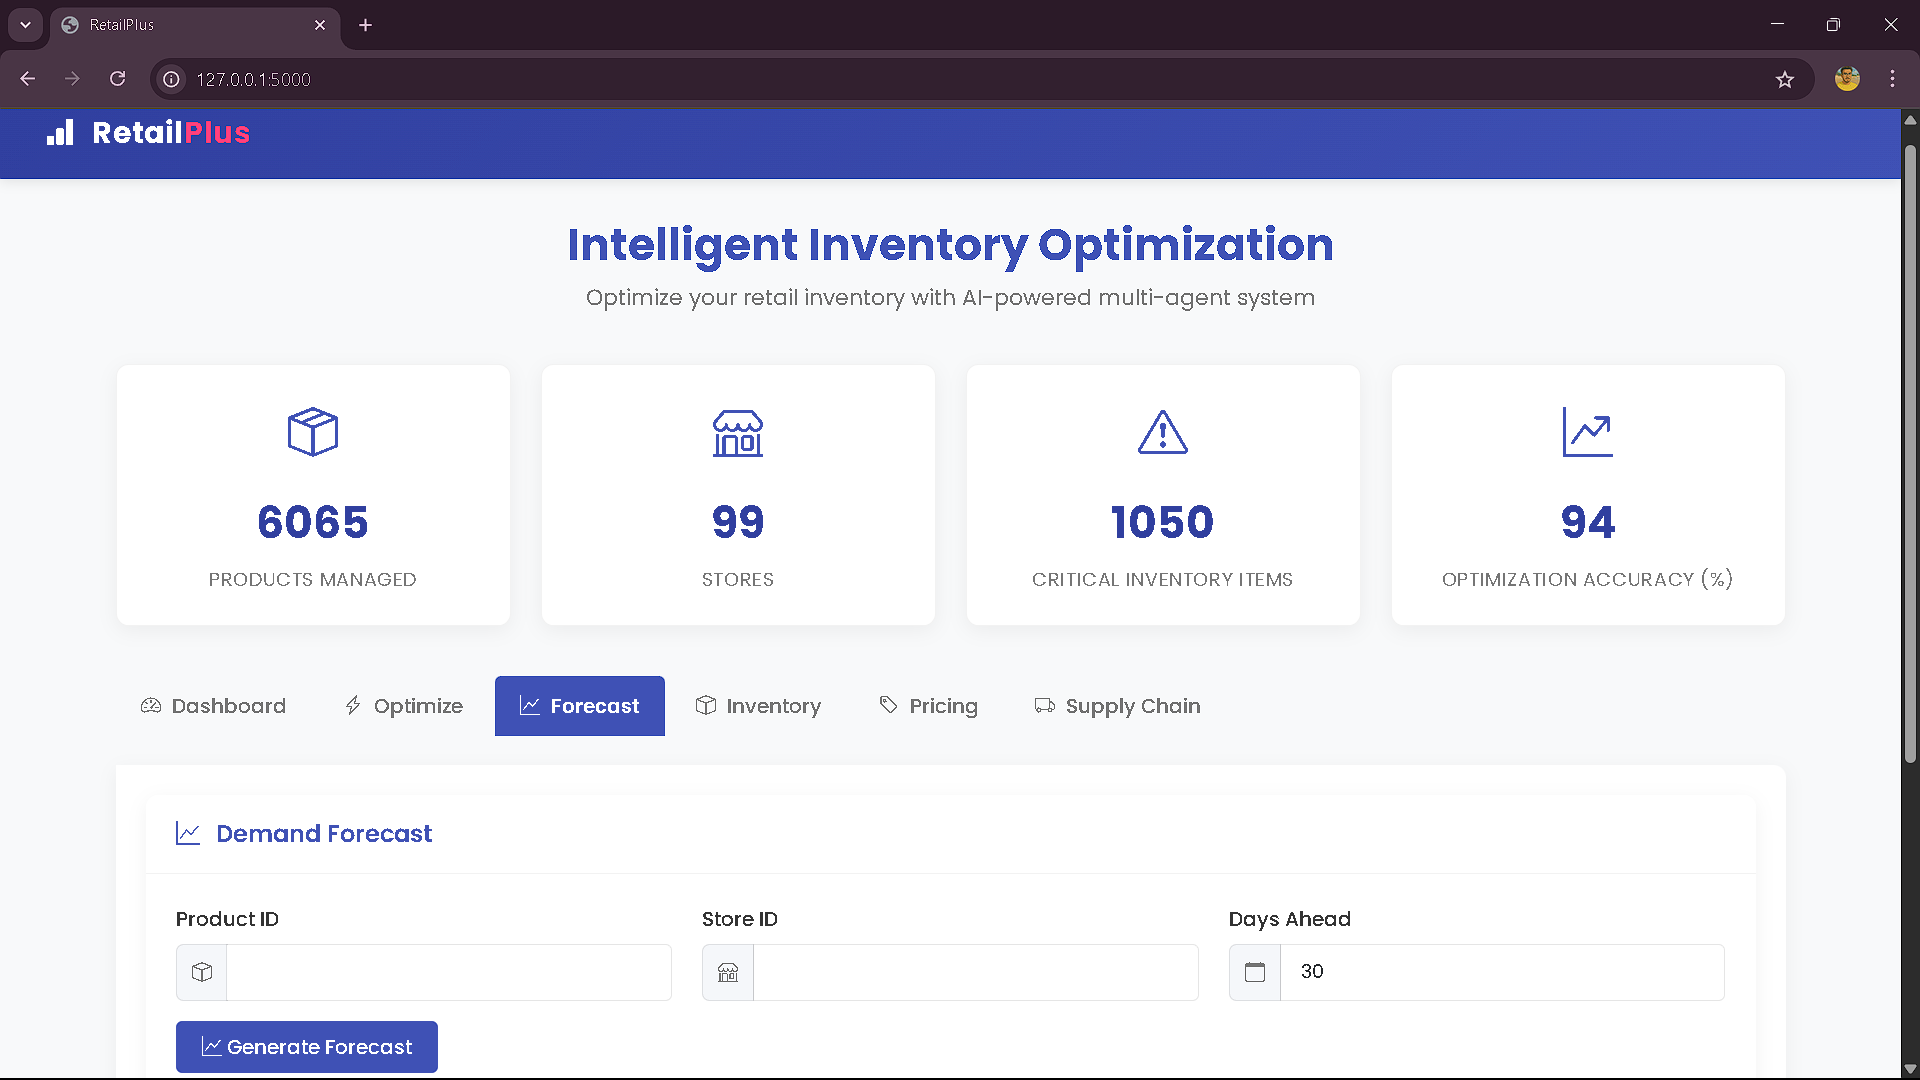 RetailPlus
127.0.0.1:5000
RetailPlus
Intelligent Inventory Optimization
Optimize your retail inventory with AI-powered multi-agent system
6065
PRODUCTS MANAGED
99
STORES
1050
CRITICAL INVENTORY ITEMS
94
OPTIMIZATION ACCURACY (%)
Dashboard
Optimize
Forecast
Inventory
Pricing
Supply Chain
Demand Forecast
Product ID
Store ID
Days Ahead
30
Generate Forecast